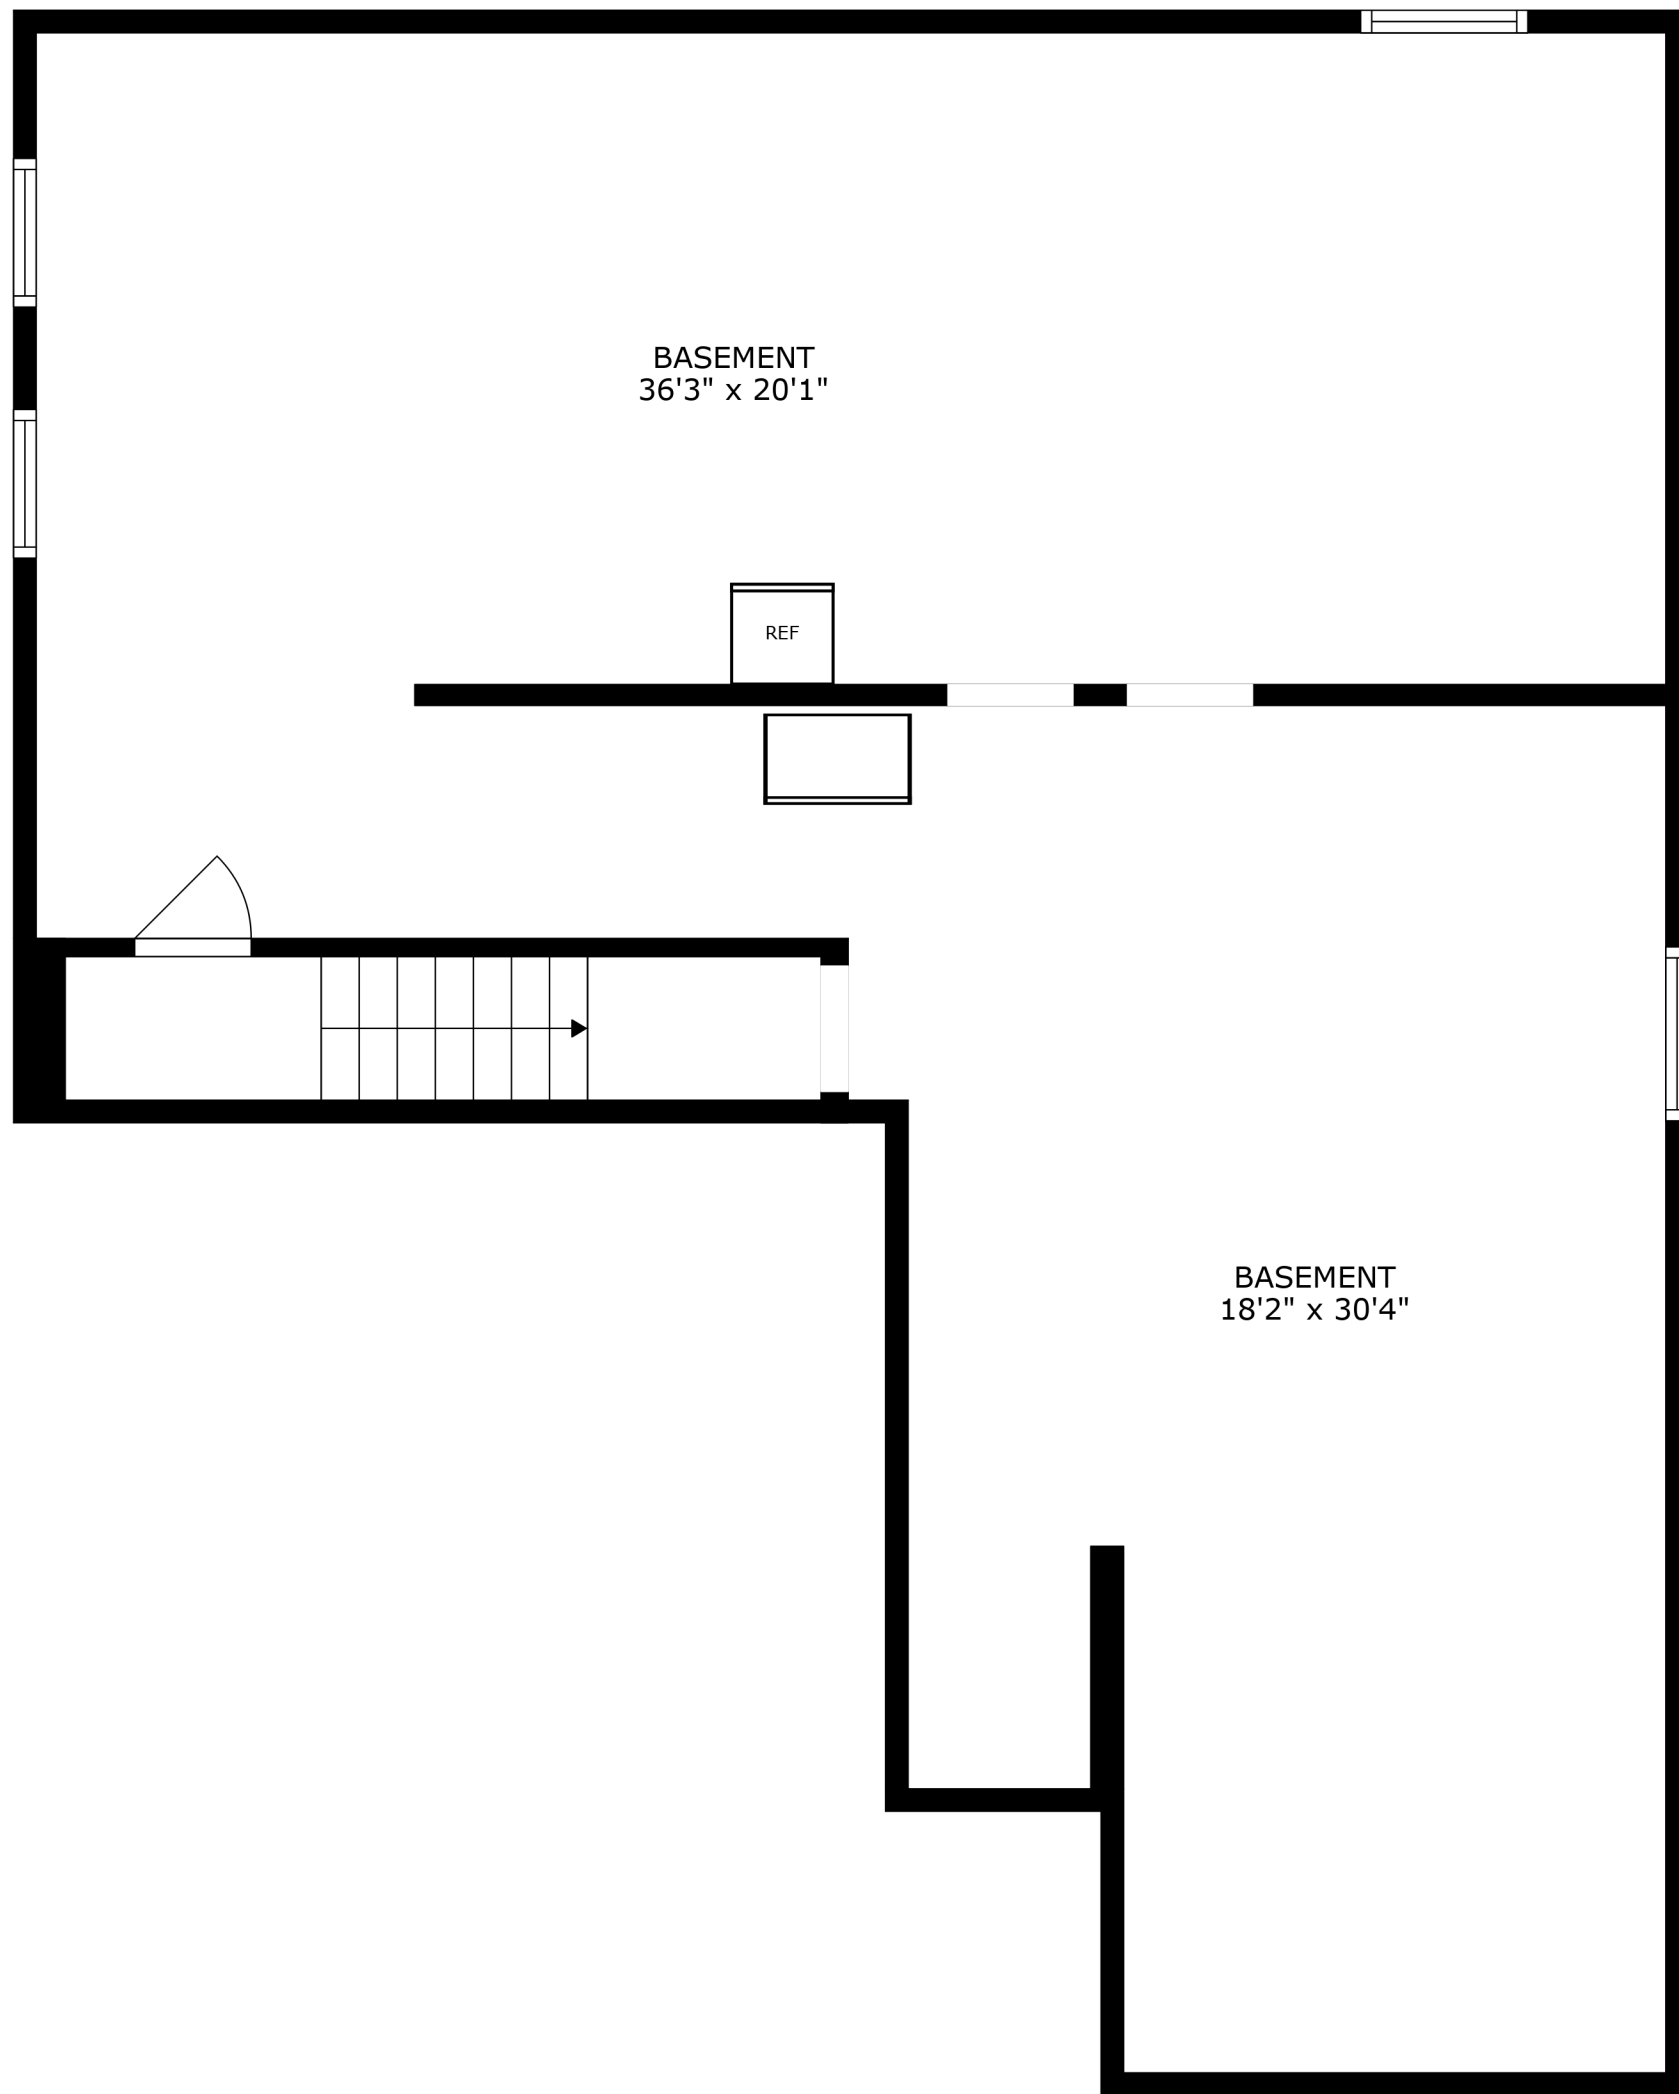 BASEMENT
36'3" x 20'1"
REF
BASEMENT
18'2" x 30'4"